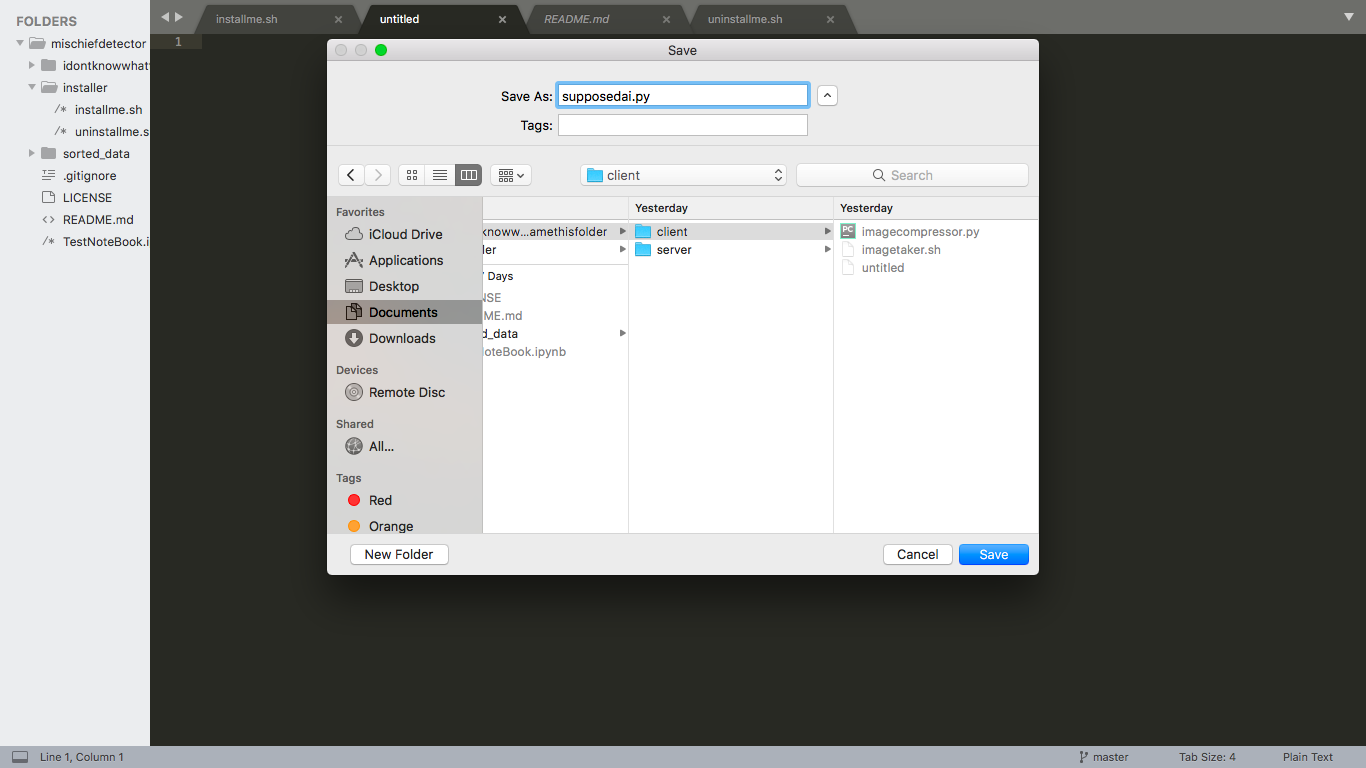 FOLDERS
mischiefdetector
idontknowwhatt
installer
installme.sh
uninstallme.s
sorted_data
.gitignore
LICENSE
README.md
TestNoteBook.i
installme.sh
untitled
README.md
uninstallme.sh
1
Save
Save As: supposedai.py
Tags:
client
Search
Favorites
iCloud Drive
Applications
Desktop
Documents
Downloads
Devices
Remote Disc
Shared
All...
Tags
Red
Orange
knoww...amethisfolder
ler
7 Days
NSE
ME.md
d_data
NoteBook.ipynb
Yesterday
client
server
Yesterday
imagecompressor.py
imagetaker.sh
untitled
New Folder
Cancel
Save
Line 1, Column 1
master
Tab Size: 4
Plain Text